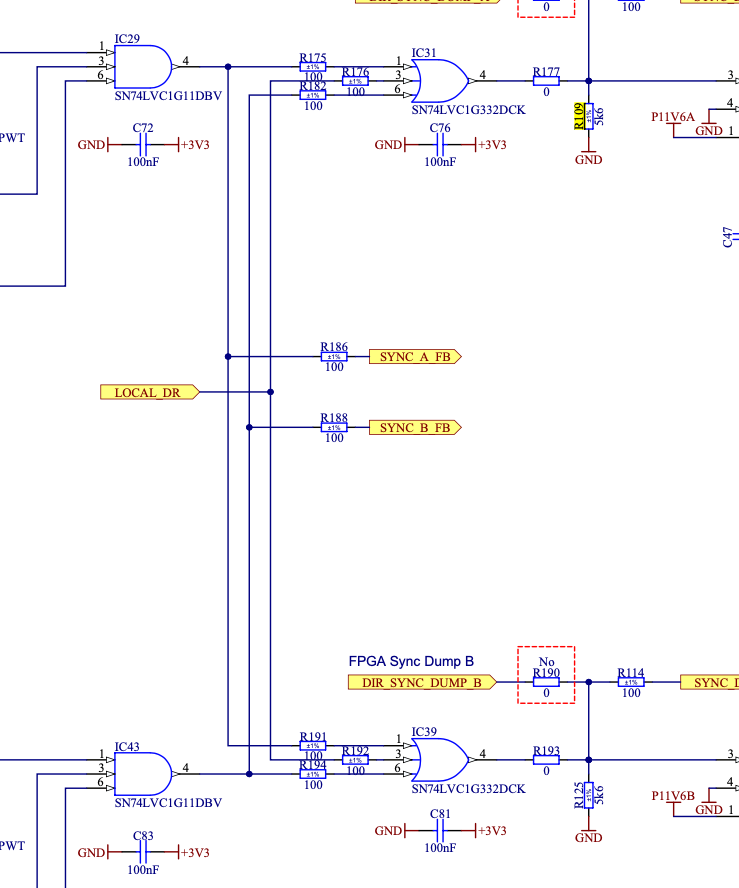 0
100
IC29
1
3
6
4
SN74LVC1G11DBV
R175
±1%
100
R176
±1%
100
R182
±1%
100
IC31
1
3
6
4
SN74LVC1G332DCK
R177
0
3
R109
±1%
5k6
GND
P11V6A
GND
4
1
PWT
C72
GND
+3V3
100nF
C76
GND
+3V3
100nF
C47
R186
±1%
100
SYNC_A_FB
LOCAL_DR
R188
±1%
100
SYNC_B_FB
FPGA Sync Dump B
DIR_SYNC_DUMP_B
No
R190
0
R114
±1%
100
IC43
1
3
6
4
SN74LVC1G11DBV
R191
±1%
100
R192
±1%
100
R194
±1%
100
IC39
1
3
6
4
SN74LVC1G332DCK
R193
0
3
R125
±1%
5k6
GND
P11V6B
GND
4
1
PWT
C83
GND
+3V3
100nF
C81
GND
+3V3
100nF